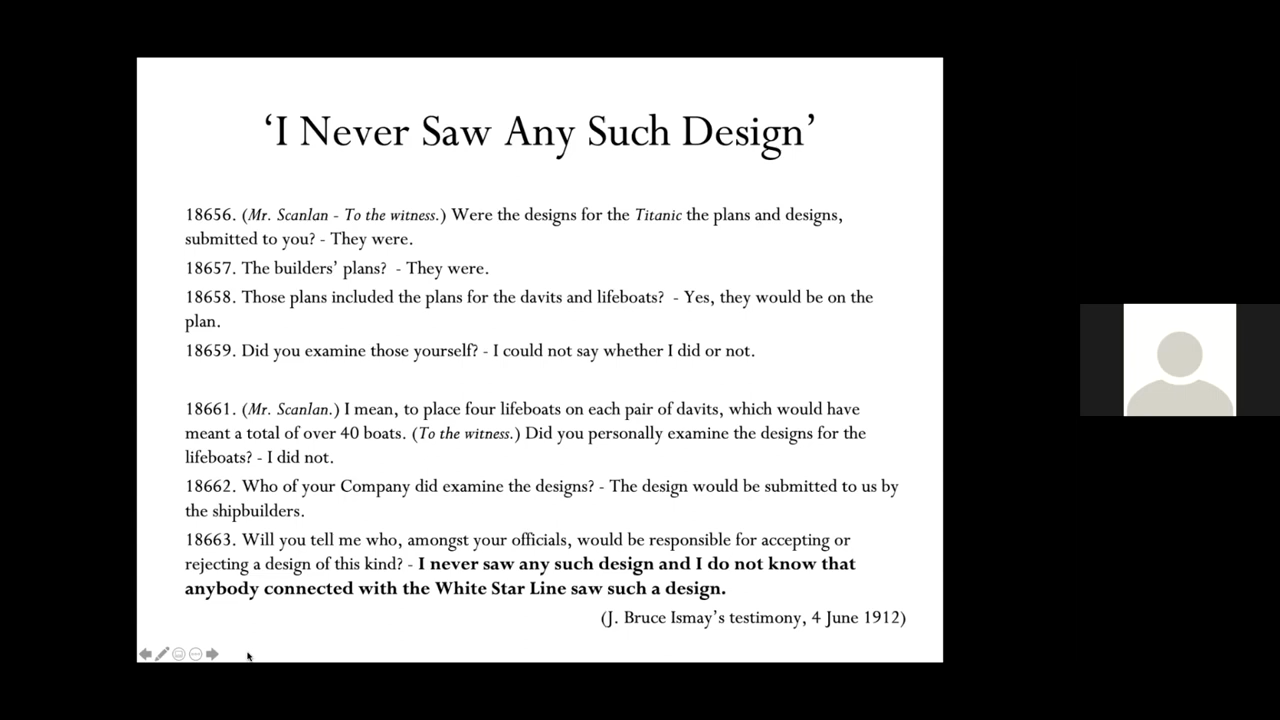 ‘I Never Saw Any Such Design’
18656. (Mr. Scanlan - To the witness.) Were the designs for the Titanic the plans and designs,
submitted to you? - They were.
18657. The builders’ plans?  - They were.
18658. Those plans included the plans for the davits and lifeboats?  - Yes, they would be on the
plan.
18659. Did you examine those yourself? - I could not say whether I did or not.
18661. (Mr. Scanlan.) I mean, to place four lifeboats on each pair of davits, which would have
meant a total of over 40 boats. (To the witness.) Did you personally examine the designs for the
lifeboats? - I did not.
18662. Who of your Company did examine the designs? - The design would be submitted to us by
the shipbuilders.
18663. Will you tell me who, amongst your officials, would be responsible for accepting or
rejecting a design of this kind? - I never saw any such design and I do not know that
anybody connected with the White Star Line saw such a design.
(J. Bruce Ismay’s testimony, 4 June 1912)